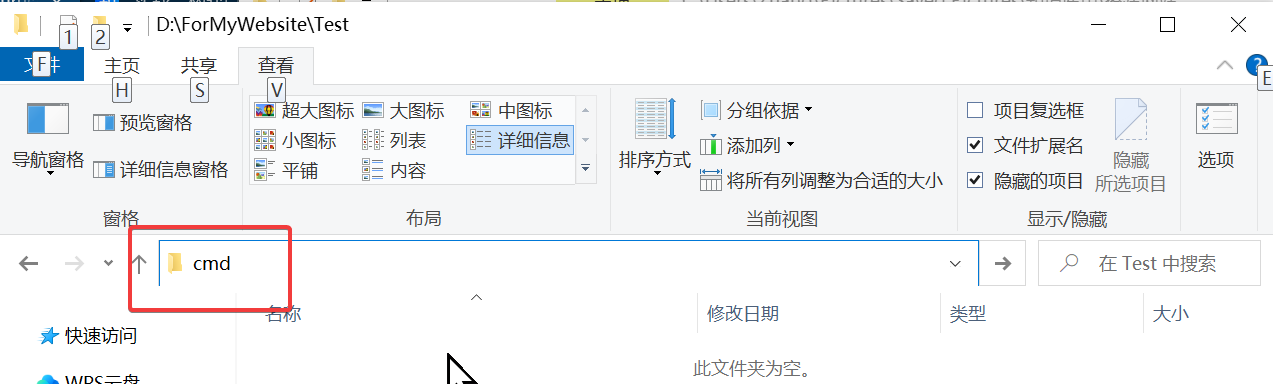 1 2 D:\ForMyWebsite\Test
F 主页 共享 查看 E
H S V
导航窗格
预览窗格
详细信息窗格
窗格
超大图标 大图标 中图标
小图标 列表 详细信息
平铺 内容
布局
排序方式
分组依据
添加列
将所有列调整为合适的大小
当前视图
项目复选框
文件扩展名
隐藏的项目
隐藏
所选项目
显示/隐藏
选项
cmd
在 Test 中搜索
名称 修改日期 类型 大小
快速访问
此文件夹为空。
WPS云盘